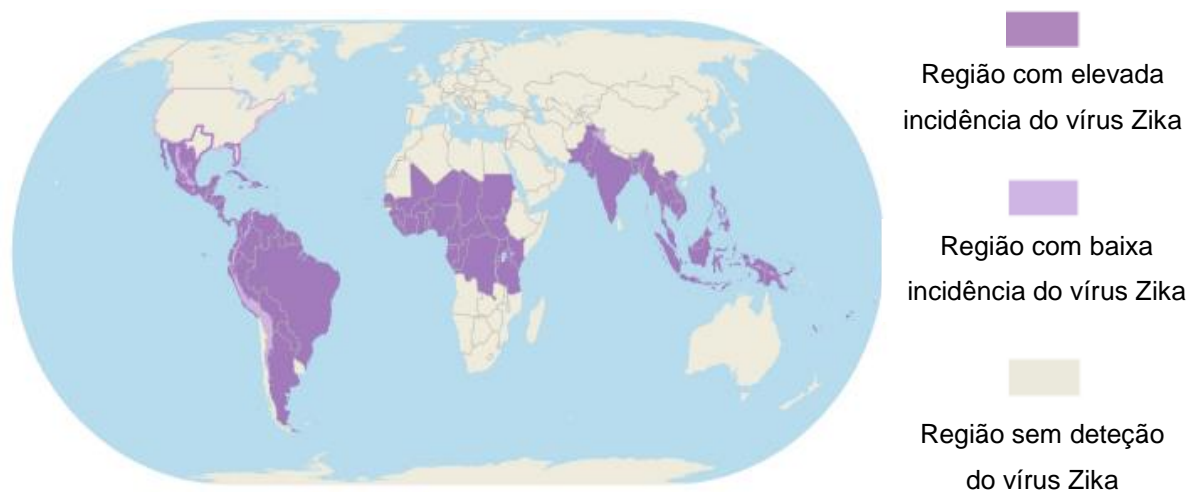 Região com elevada
incidência do vírus Zika
Região com baixa
incidência do vírus Zika
Região sem deteção
do vírus Zika